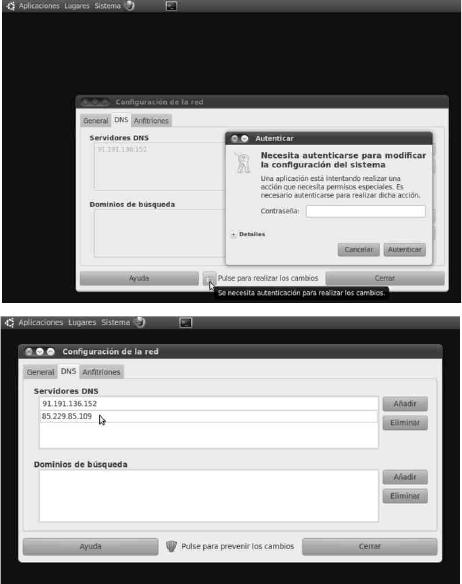 Aplicaciones Lugares Sistema
Configuración de la red
General DNS Anfitriones
Servidores DNS
91.191.136.152
Dominios de búsqueda
Autenticar
Necesita autenticarse para modificar
la configuración del sistema
Una aplicación está intentando realizar una
acción que necesita permisos especiales. Es
necesario autenticarse para realizar dicha acción.
Contraseña:
+ Detalles
Cancelar Autenticar
Ayuda Pulse para realizar los cambios Cerrar
Se necesita autenticación para realizar los cambios.
Aplicaciones Lugares Sistema
Configuración de la red
General DNS Anfitriones
Servidores DNS
91.191.136.152 Añadir
85.229.85.109 Eliminar
Dominios de búsqueda
Añadir
Eliminar
Ayuda Pulse para prevenir los cambios Cerrar